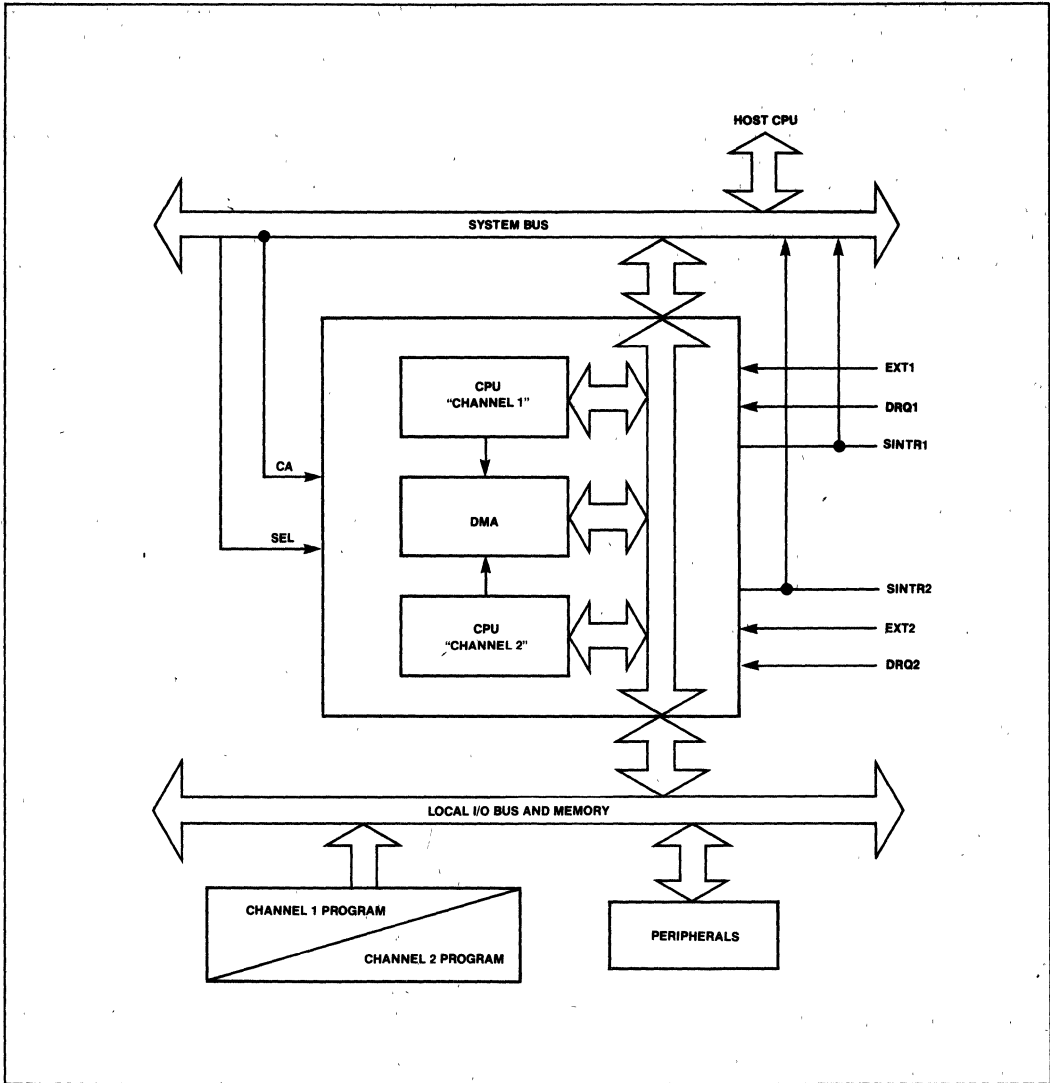 HOST CPU
SYSTEM BUS
CPU
"CHANNEL 1"
EXT1
DRQ1
SINTR1
CA
DMA
SEL
SINTR2
CPU
"CHANNEL 2"
EXT2
DRQ2
LOCAL I/O BUS AND MEMORY
CHANNEL 1 PROGRAM
CHANNEL 2 PROGRAM
PERIPHERALS